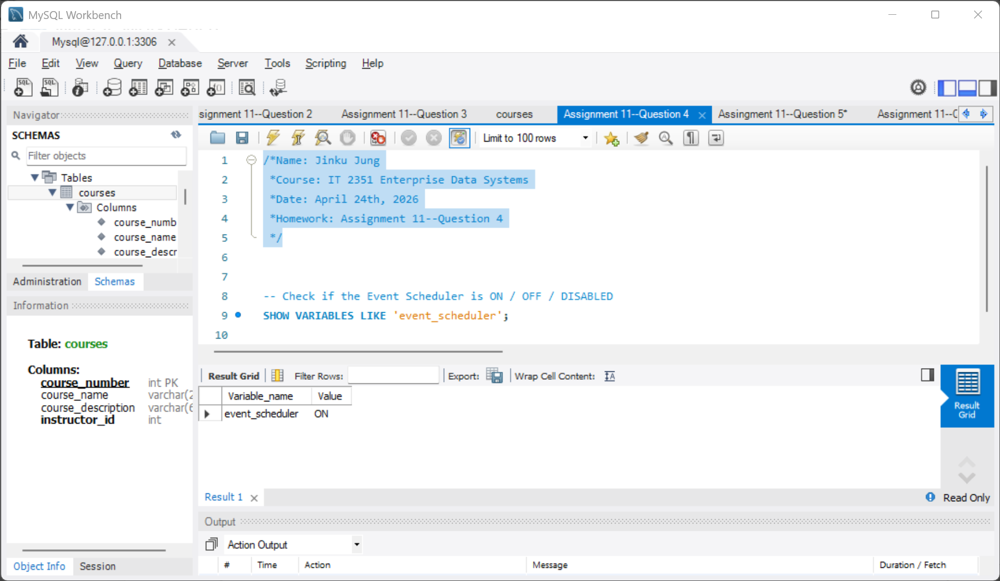 MySQL Workbench
Mysql@127.0.0.1:3306
File Edit View Query Database Server Tools Scripting Help
Navigator
SCHEMAS
Filter objects
Tables
courses
Columns
course_numb
course_name
course_descr
Administration Schemas
Information
Table: courses
Columns:
course_number int PK
course_name varchar(2
course_description varchar(6
instructor_id int
Object Info Session
signment 11--Question 2 Assignment 11--Question 3 courses Assignment 11--Question 4 Assingment 11--Question 5* Assignment 11--Q
Limit to 100 rows
1 /*Name: Jinku Jung
2 *Course: IT 2351 Enterprise Data Systems
3 *Date: April 24th, 2026
4 *Homework: Assignment 11--Question 4
5 */
6
7
8 -- Check if the Event Scheduler is ON / OFF / DISABLED
9 SHOW VARIABLES LIKE 'event_scheduler';
10
Result Grid Filter Rows: Export: Wrap Cell Content:
Variable_name Value
event_scheduler ON
Result Grid
Result 1
Read Only
Output
Action Output
# Time Action Message Duration / Fetch